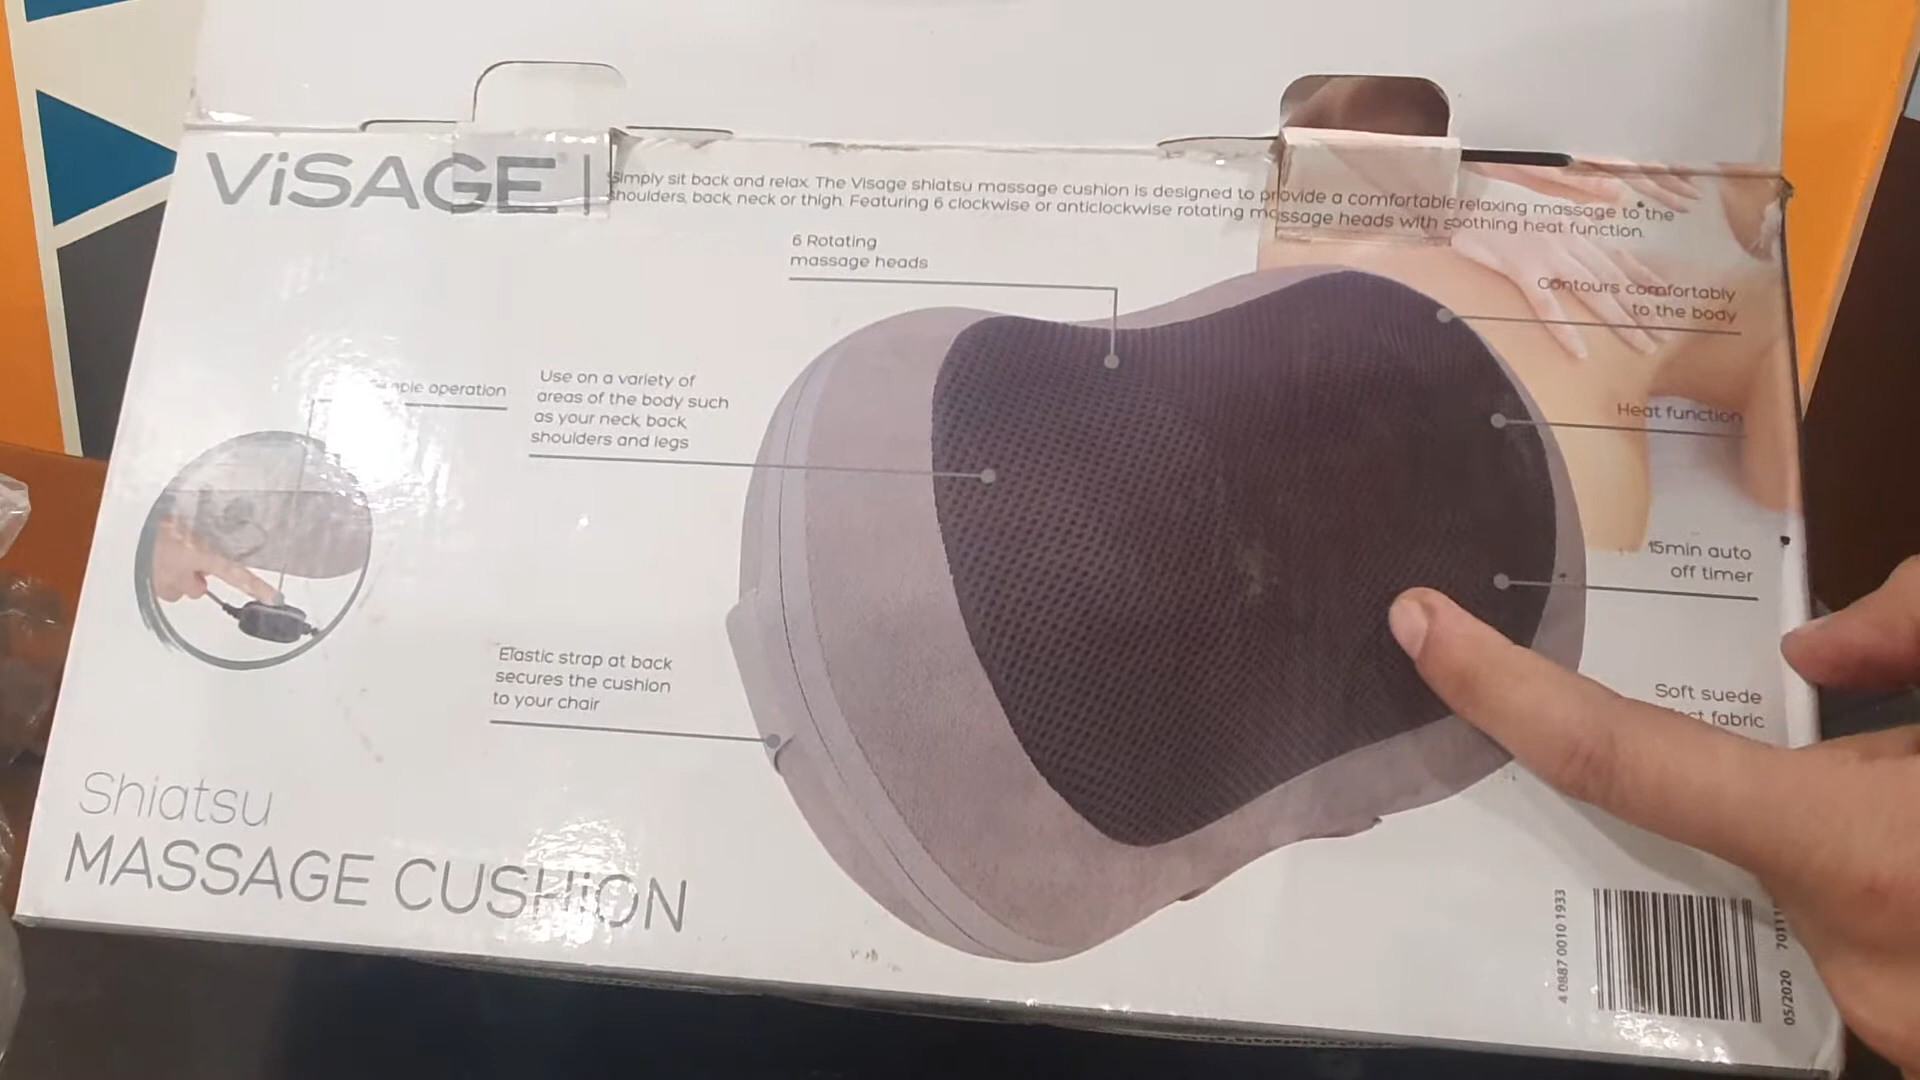 ViSAGE
Simply sit back and relax. The Visage shiatsu massage cushion is designed to provide a comfortable relaxing massage to the
shoulders, back, neck or thigh. Featuring 6 clockwise or anticlockwise rotating massage heads with soothing heat function.
6 Rotating
massage heads
Contours comfortably
to the body
operation
Use on a variety of
areas of the body such
as your neck, back
shoulders and legs
Heat function
15min auto
off timer
Elastic strap at back
secures the cushion
to your chair
Soft suede
fabric
Shiatsu
MASSAGE CUSHION
4 0887 0010 1933
05/2020